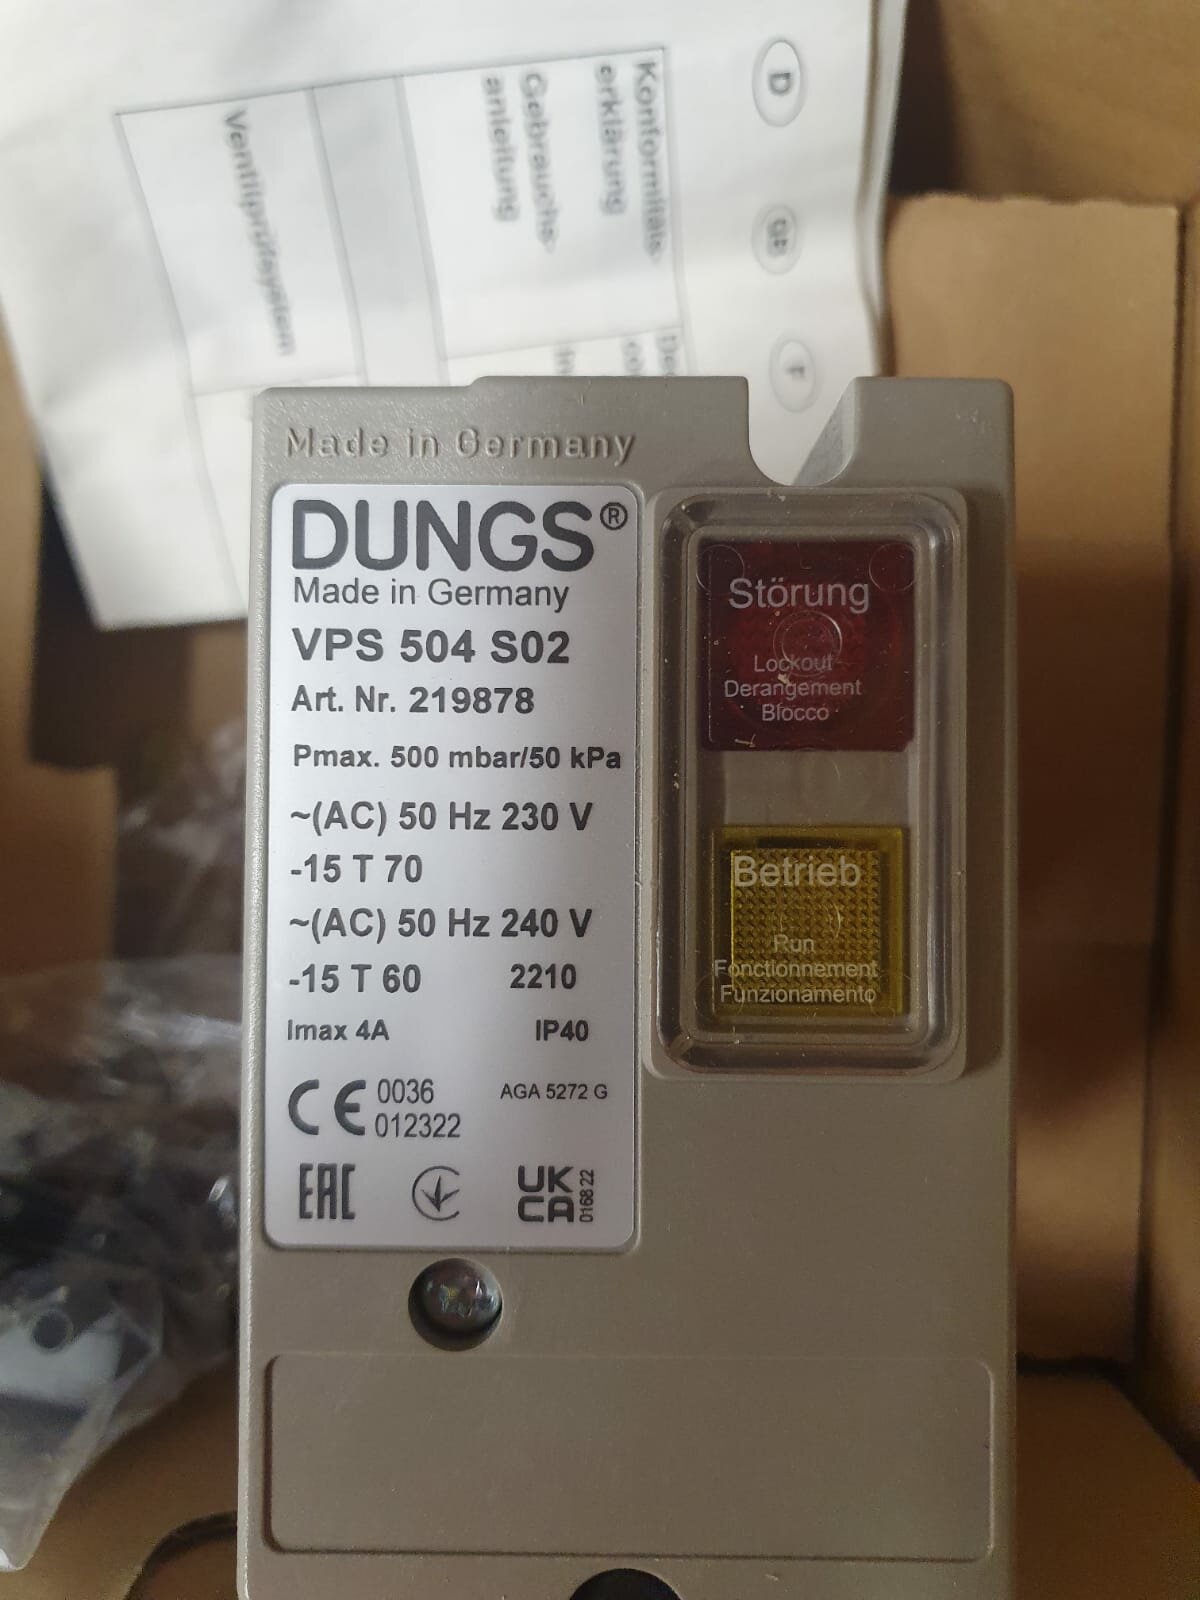 D
GB
F
Konformitäts-
erklärung
Gebrauchs-
anleitung
Ventilprüfsystem
Made in Germany
DUNGS®
Made in Germany
VPS 504 S02
Art. Nr. 219878
Pmax. 500 mbar/50 kPa
~(AC) 50 Hz 230 V
-15 T 70
~(AC) 50 Hz 240 V
-15 T 60 2210
Imax 4A IP40
CE 0036 AGA 5272 G
012322
EAC UK
CA 0168 22
Störung
Lockout
Derangement
Blocco
Betrieb
Run
Fonctionnement
Funzionamento